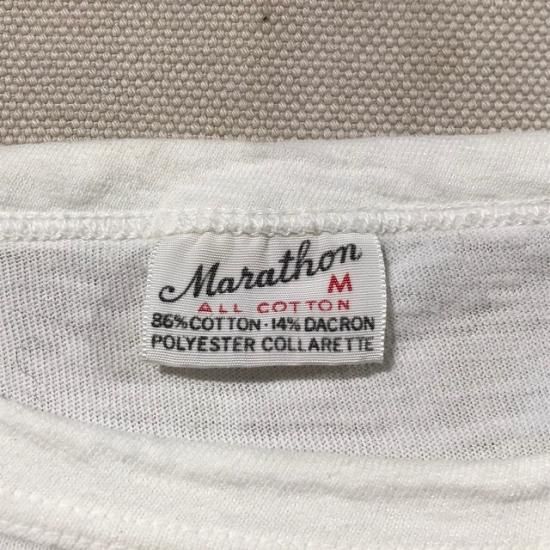 Marathon
M
ALL COTTON
86% COTTON · 14% DACRON
POLYESTER COLLARETTE